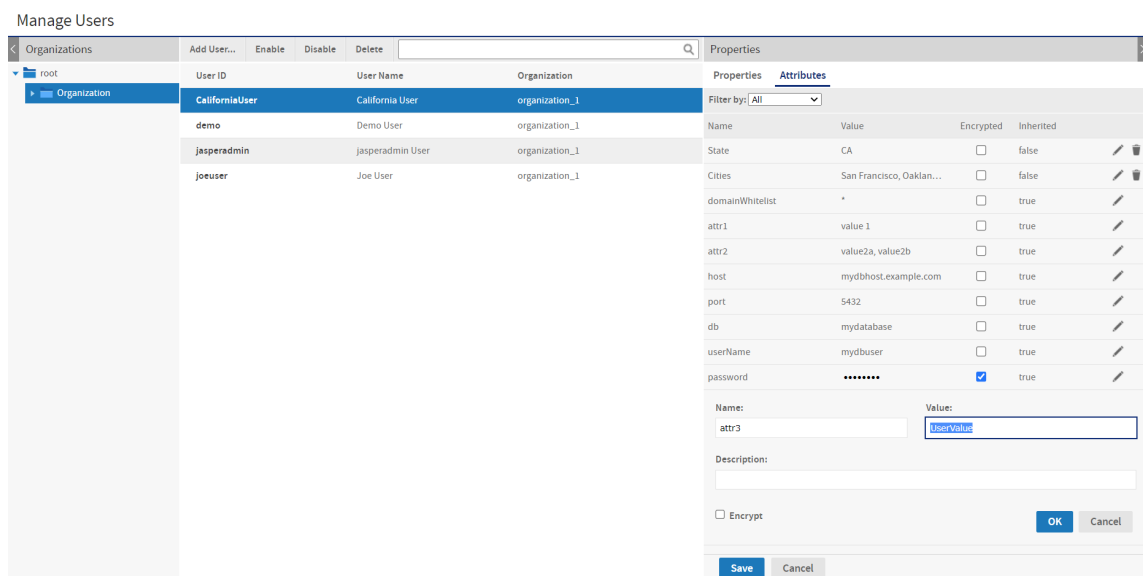 Manage Users
Organizations
root
Organization
Add User... Enable Disable Delete
User ID User Name Organization
CaliforniaUser California User organization_1
demo Demo User organization_1
jasperadmin jasperadmin User organization_1
joeuser Joe User organization_1
Properties
Properties Attributes
Filter by: All
Name Value Encrypted Inherited
State CA false
Cities San Francisco, Oaklan... false
domainWhitelist * true
attr1 value 1 true
attr2 value2a, value2b true
host mydbhost.example.com true
port 5432 true
db mydatabase true
userName mydbuser true
password •••••••• true
Name: Value:
attr3 UserValue
Description:
Encrypt
OK Cancel
Save Cancel